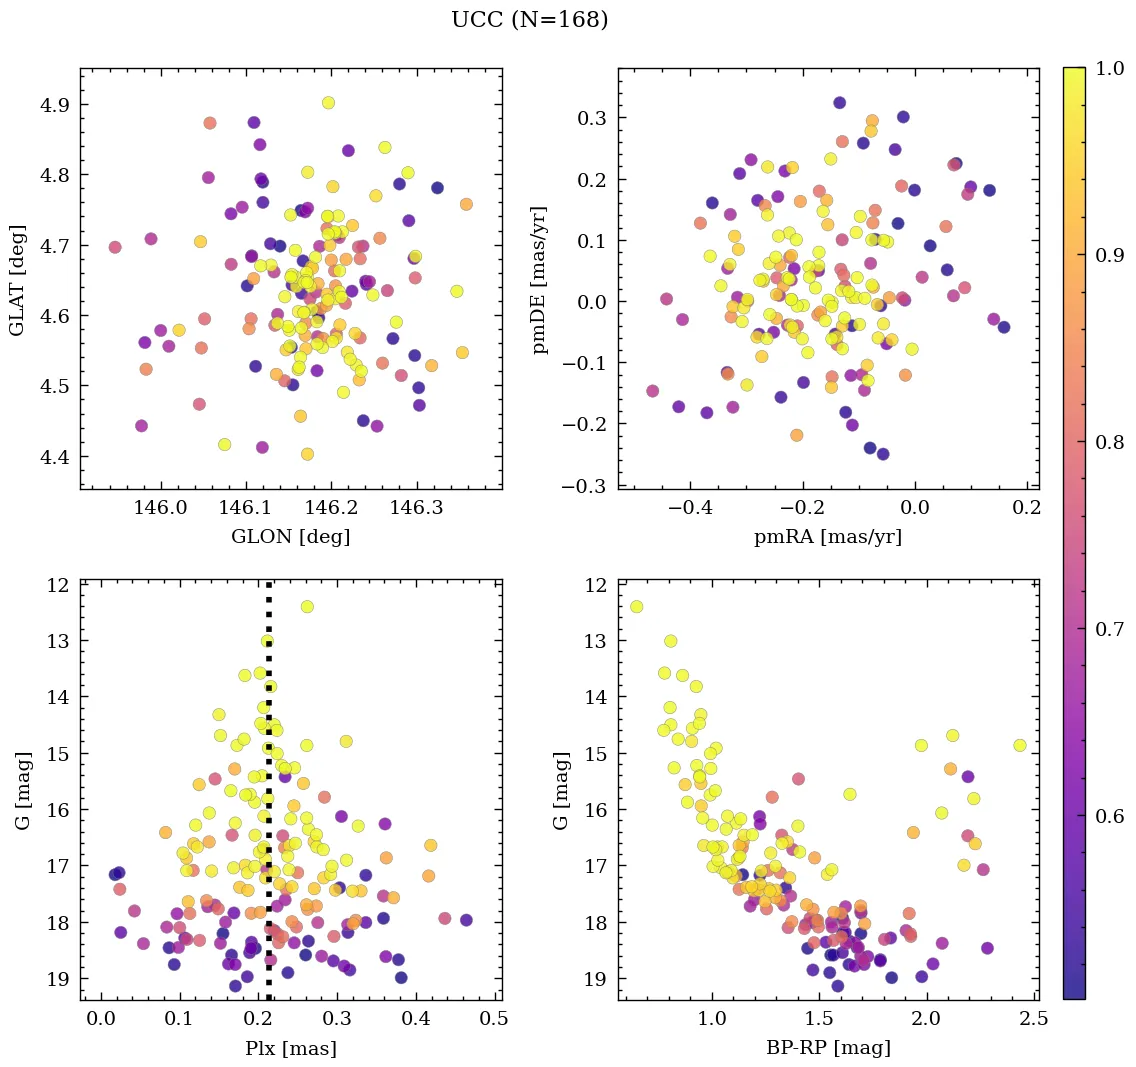 UCC (N=168)
4.9
4.8
4.7
4.6
4.5
4.4
GLAT [deg]
146.0 146.1 146.2 146.3
GLON [deg]
0.3
0.2
0.1
0.0
−0.1
−0.2
−0.3
pmDE [mas/yr]
−0.4 −0.2 0.0 0.2
pmRA [mas/yr]
12
13
14
15
16
17
18
19
G [mag]
0.0 0.1 0.2 0.3 0.4 0.5
Plx [mas]
12
13
14
15
16
17
18
19
G [mag]
1.0 1.5 2.0 2.5
BP-RP [mag]
1.0
0.9
0.8
0.7
0.6